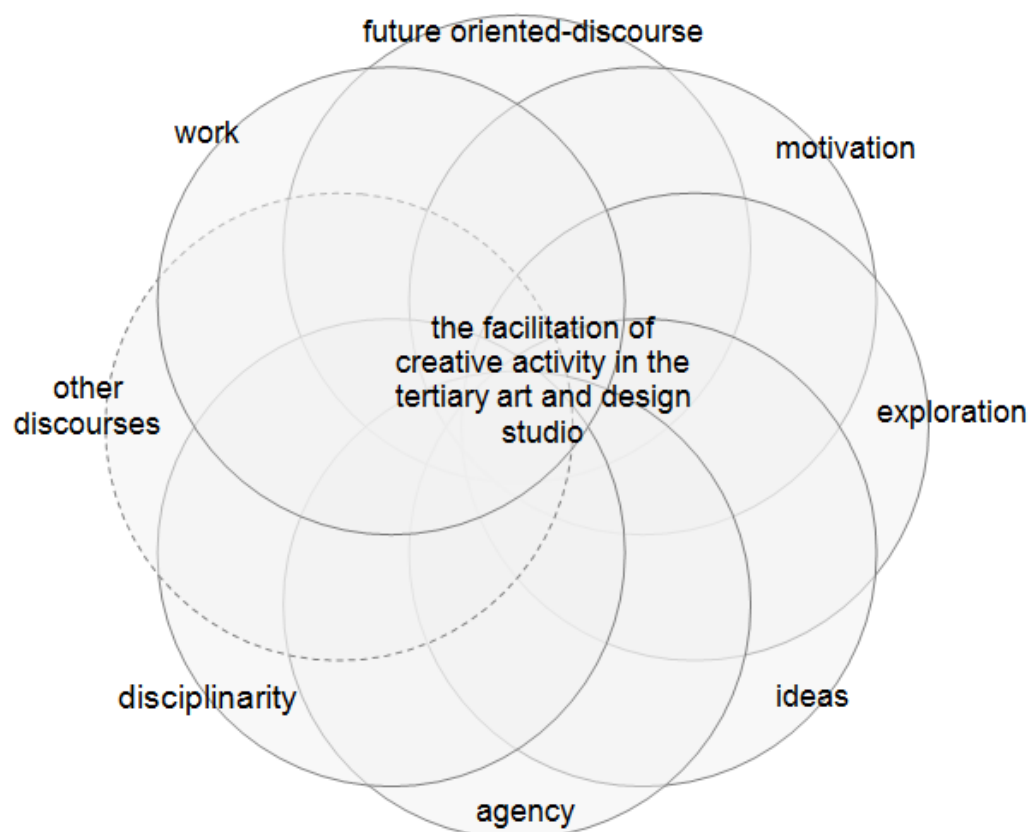 future oriented-discourse
work
motivation
the facilitation of
creative activity in the
tertiary art and design
studio
other
discourses
exploration
disciplinarity
ideas
agency